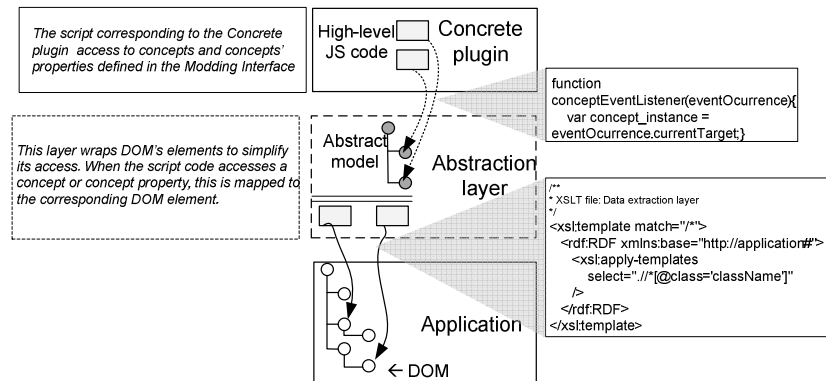 The script corresponding to the Concrete
plugin access to concepts and concepts'
properties defined in the Modding Interface
High-level
JS code
Concrete
plugin
function
conceptEventListener(eventOcurrence){
var concept_instance =
eventOcurrence.currentTarget;}
This layer wraps DOM's elements to simplify
its access. When the script code accesses a
concept or concept property, this is mapped to
the corresponding DOM element.
Abstract
model
Abstraction
layer
/**
* XSLT file: Data extraction layer
*/
<xsl:template match="/*">
<rdf:RDF xmlns:base="http://application#">
<xsl:apply-templates
select=".//*[@class='className']"
/>
</rdf:RDF>
</xsl:template>
Application
← DOM